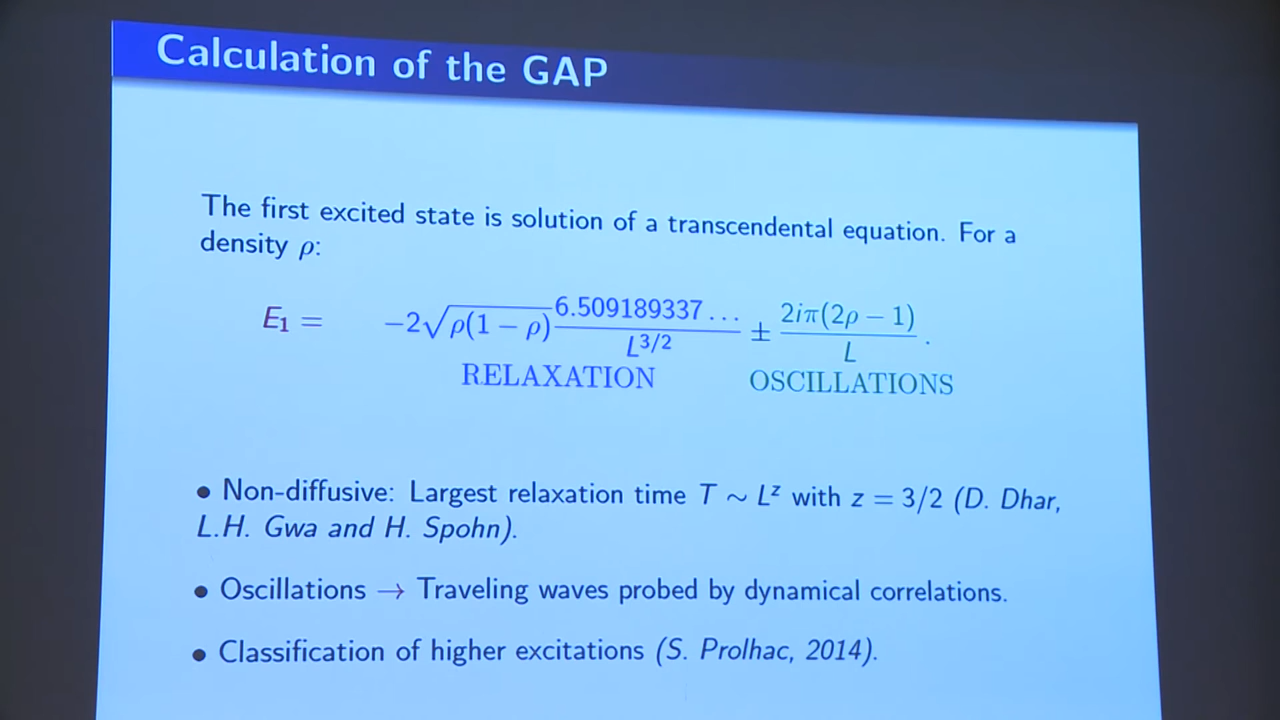 Calculation of the GAP
The first excited state is solution of a transcendental equation. For a
density ρ:
E₁ = −2√ρ(1 − ρ) 6.509189337... / L^{3/2} ± 2iπ(2ρ − 1) / L .
RELAXATION OSCILLATIONS
• Non-diffusive: Largest relaxation time T ∼ L^z with z = 3/2 (D. Dhar,
L.H. Gwa and H. Spohn).
• Oscillations → Traveling waves probed by dynamical correlations.
• Classification of higher excitations (S. Prolhac, 2014).